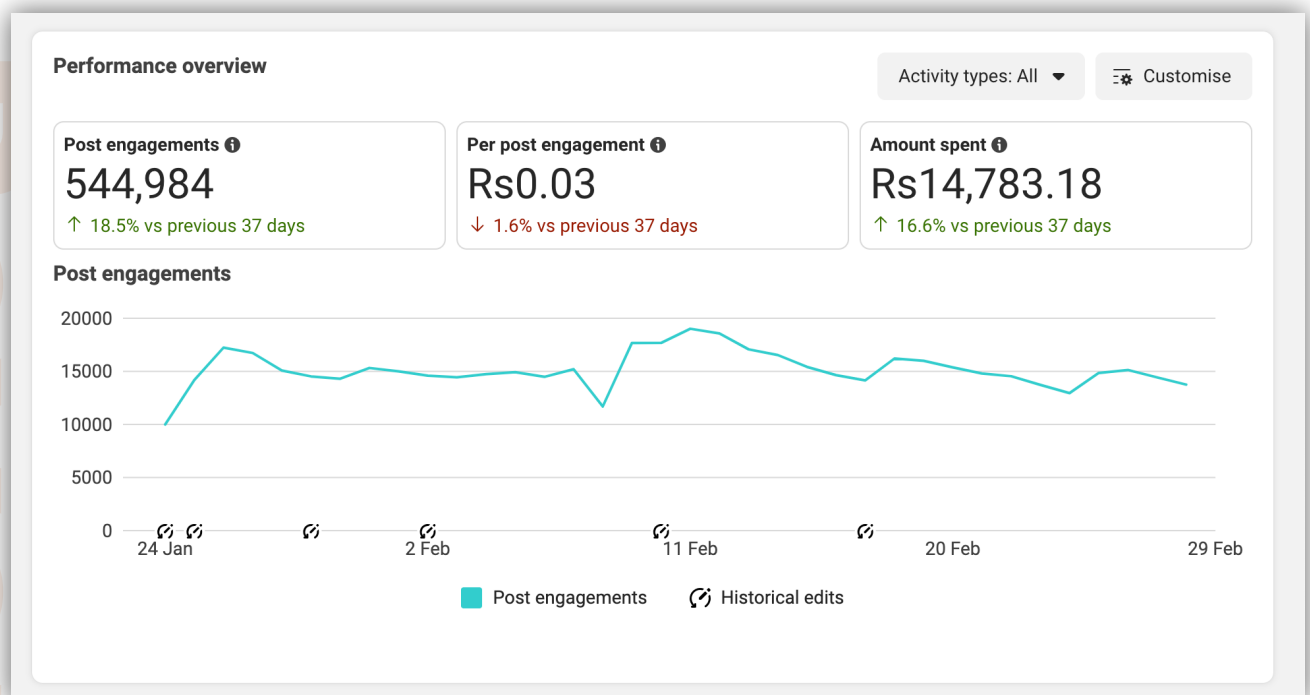 Performance overview
Activity types: All
Customise
Post engagements
544,984
↑ 18.5% vs previous 37 days
Per post engagement
Rs0.03
↓ 1.6% vs previous 37 days
Amount spent
Rs14,783.18
↑ 16.6% vs previous 37 days
Post engagements
20000
15000
10000
5000
0
24 Jan
2 Feb
11 Feb
20 Feb
29 Feb
Post engagements
Historical edits